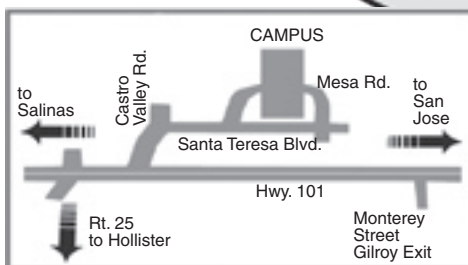 CAMPUS
Castro
Valley Rd.
Mesa Rd.
to
Salinas
to
San
Jose
Santa Teresa Blvd.
Hwy. 101
Rt. 25
to Hollister
Monterey
Street
Gilroy Exit